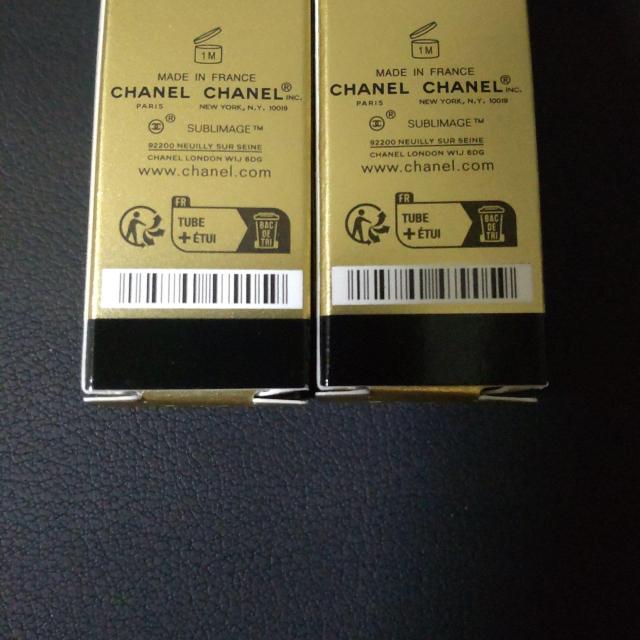 1M
MADE IN FRANCE
CHANEL CHANEL® INC.
PARIS NEW YORK, N.Y. 10019
® SUBLIMAGE™
92200 NEUILLY SUR SEINE
CHANEL LONDON W1J 6DG
www.chanel.com
FR
TUBE
+ ÉTUI
BAC
DE
TRI
1M
MADE IN FRANCE
CHANEL CHANEL® INC.
PARIS NEW YORK, N.Y. 10019
® SUBLIMAGE™
92200 NEUILLY SUR SEINE
CHANEL LONDON W1J 6DG
www.chanel.com
FR
TUBE
+ ÉTUI
BAC
DE
TRI